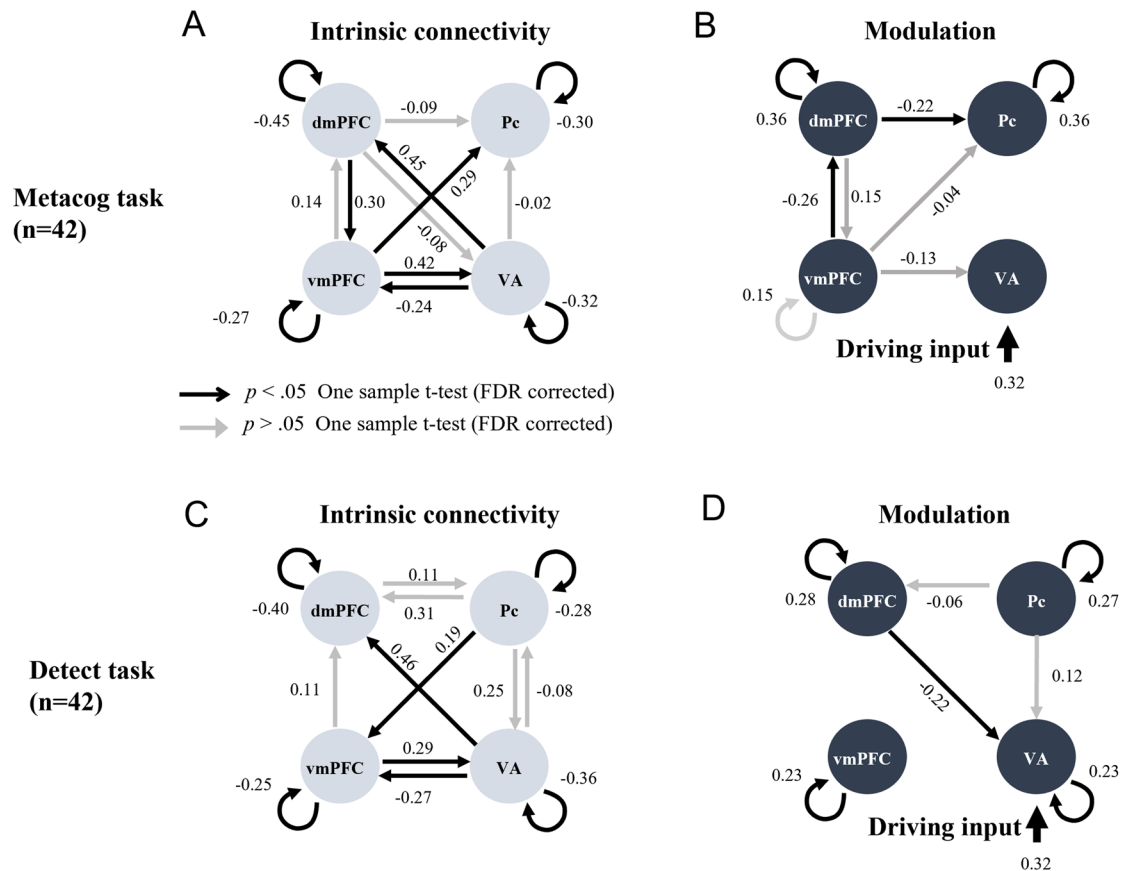 A
Intrinsic connectivity
B
Modulation
-0.45
dmPFC
-0.09
Pc
-0.30
0.36
dmPFC
-0.22
Pc
0.36
0.45
0.29
Metacog task
(n=42)
0.14
0.30
-0.02
-0.08
-0.26
0.15
-0.04
vmPFC
0.42
VA
-0.24
-0.32
-0.27
vmPFC
-0.13
VA
0.15
Driving input
0.32
p < .05 One sample t-test (FDR corrected)
p > .05 One sample t-test (FDR corrected)
C
Intrinsic connectivity
D
Modulation
-0.40
dmPFC
0.11
0.31
Pc
-0.28
0.28
dmPFC
-0.06
Pc
0.27
0.46
0.19
Detect task
(n=42)
0.11
0.25
-0.08
-0.22
0.12
vmPFC
0.29
VA
-0.27
-0.25
-0.36
vmPFC
0.23
VA
0.23
Driving input
0.32